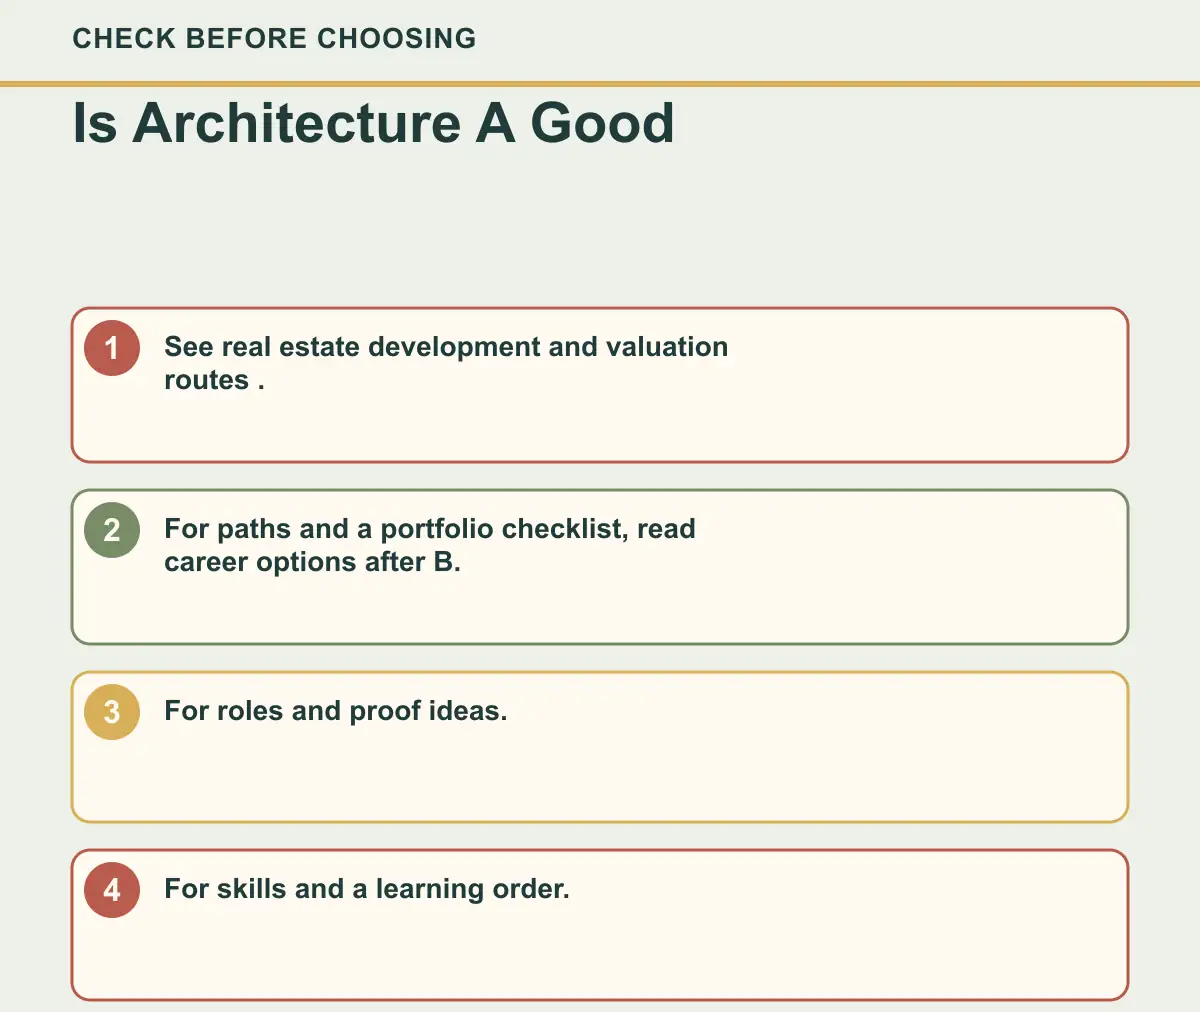 CHECK BEFORE CHOOSING
Is Architecture A Good
1
See real estate development and valuation
routes .
2
For paths and a portfolio checklist, read
career options after B.
3
For roles and proof ideas.
4
For skills and a learning order.